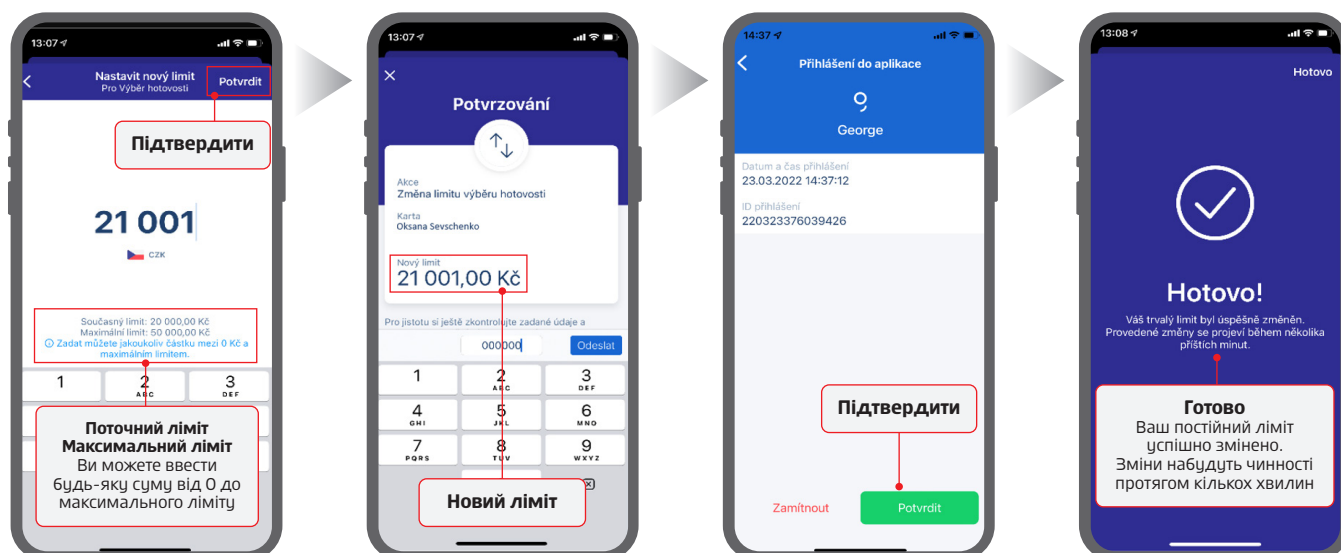 13:07
Nastavit nový limit
Pro Výběr hotovosti
Potvrdit
Підтвердити
21 001
CZK
Současný limit: 20 000,00 Kč
Maximální limit: 50 000,00 Kč
Zadat můžete jakoukoliv částku mezi 0 Kč a
maximálním limitem.
1
2
ABC
3
DEF
Поточний ліміт
Максимальний ліміт
Ви можете ввести
будь-яку суму від 0 до
максимального ліміту
13:07
Potvrzování
Akce
Změna limitu výběru hotovosti
Karta
Oksana Sevschenko
Nový limit
21 001,00 Kč
Pro jistotu si ještě zkontrolujte zadané údaje a
000000
Odeslat
1
2
ABC
3
DEF
4
GHI
5
JKL
6
MNO
7
PQRS
8
TUV
9
WXYZ
Новий ліміт
14:37
Přihlášení do aplikace
George
Datum a čas přihlášení
23.03.2022 14:37:12
ID přihlášení
220323376039426
Підтвердити
Zamítnout
Potvrdit
13:08
Hotovo
Hotovo!
Váš trvalý limit byl úspěšně změněn.
Provedené změny se projeví během několika
příštích minut.
Готово
Ваш постійний ліміт
успішно змінено.
Зміни набудуть чинності
протягом кількох хвилин